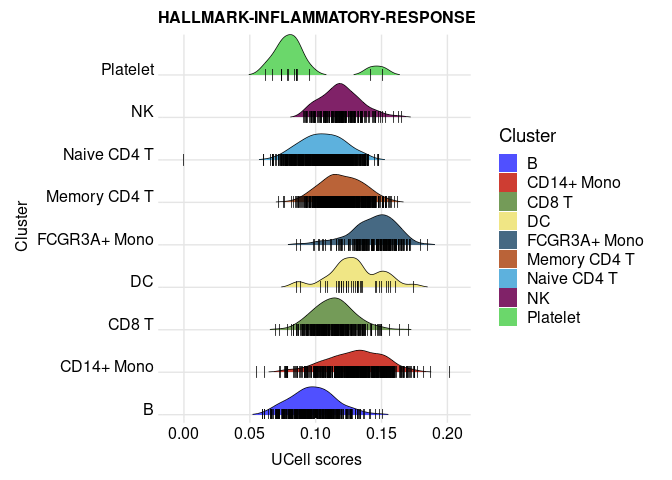 HALLMARK-INFLAMMATORY-RESPONSE
Platelet
NK
Naive CD4 T
Memory CD4 T
FCGR3A+ Mono
DC
CD8 T
CD14+ Mono
B
Cluster
0.00 0.05 0.10 0.15 0.20
UCell scores
Cluster
B
CD14+ Mono
CD8 T
DC
FCGR3A+ Mono
Memory CD4 T
Naive CD4 T
NK
Platelet